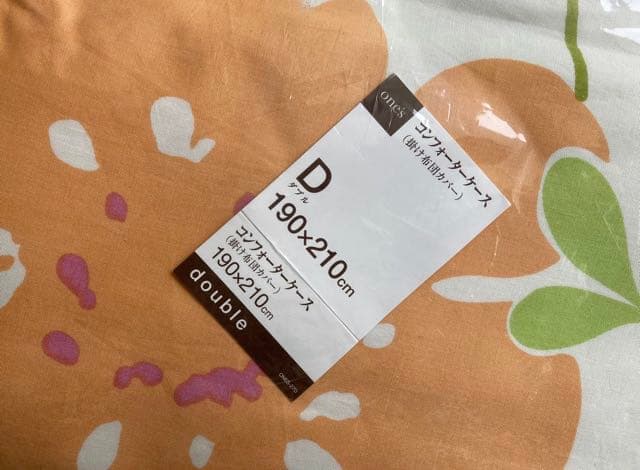 one's
コンフォーターケース
(掛け布団カバー)
D
ダブル
190×210cm
コンフォーターケース
(掛け布団カバー)
190×210cm
double